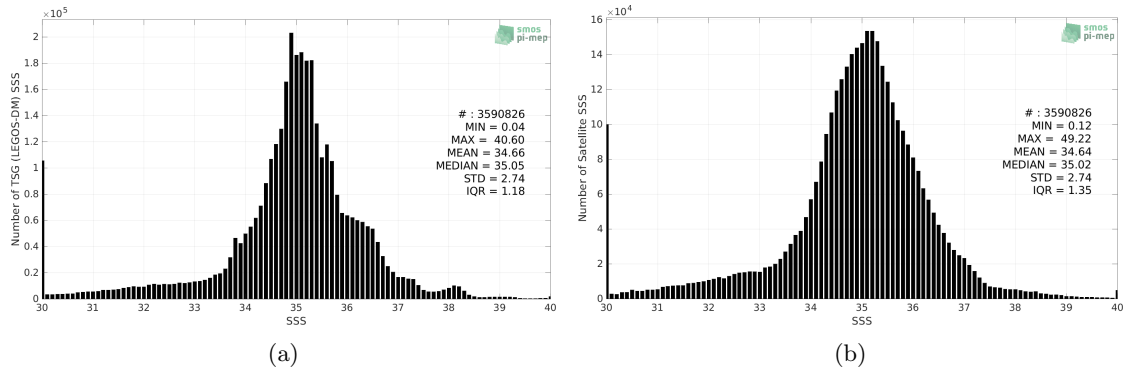 ×10^5
smos
pi-mep
Number of TSG (LEGOS-DM) SSS
2
1.8
1.6
1.4
1.2
1
0.8
0.6
0.4
0.2
0
# : 3590826
MIN = 0.04
MAX = 40.60
MEAN = 34.66
MEDIAN = 35.05
STD = 2.74
IQR = 1.18
30 31 32 33 34 35 36 37 38 39 40
SSS
(a)
×10^4
smos
pi-mep
Number of Satellite SSS
16
14
12
10
8
6
4
2
0
# : 3590826
MIN = 0.12
MAX = 49.22
MEAN = 34.64
MEDIAN = 35.02
STD = 2.74
IQR = 1.35
30 31 32 33 34 35 36 37 38 39 40
SSS
(b)